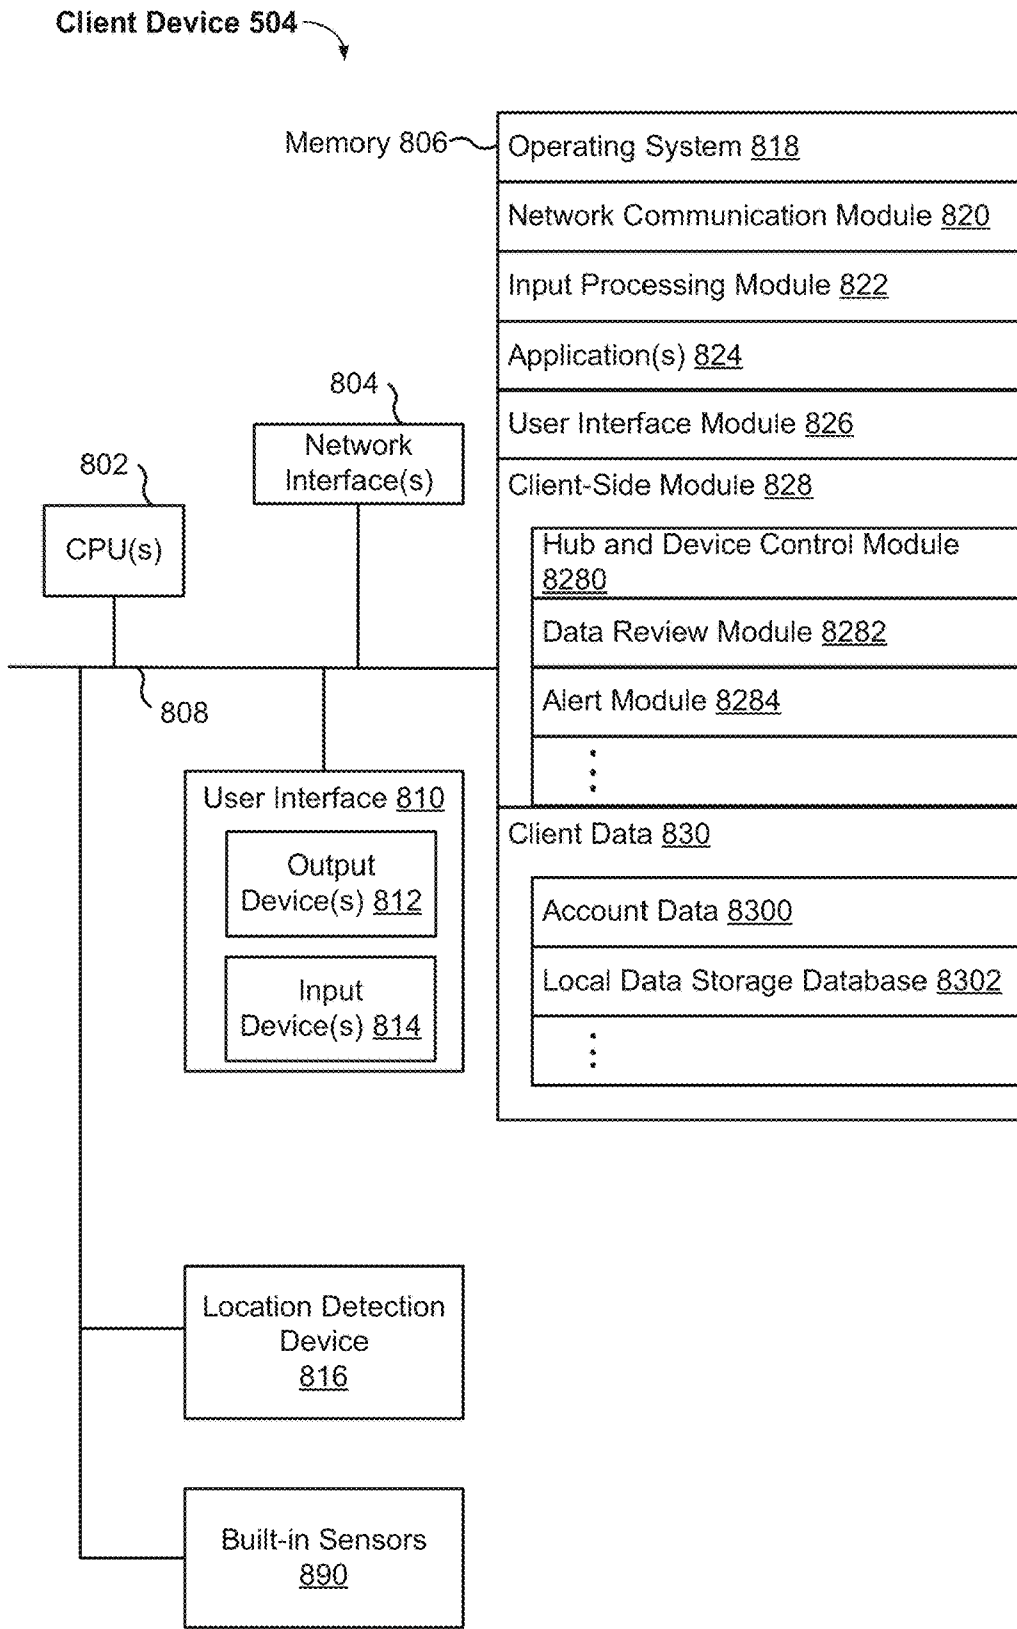 Client Device 504
Memory 806
Operating System 818
Network Communication Module 820
Input Processing Module 822
Application(s) 824
User Interface Module 826
Client-Side Module 828
Hub and Device Control Module
8280
Data Review Module 8282
Alert Module 8284
Client Data 830
Account Data 8300
Local Data Storage Database 8302
804
Network
Interface(s)
802
CPU(s)
808
User Interface 810
Output
Device(s) 812
Input
Device(s) 814
Location Detection
Device
816
Built-in Sensors
890